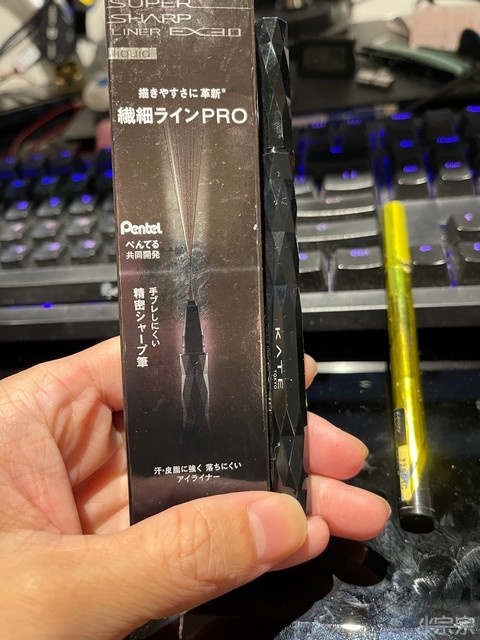 SUPER
SHARP
LINER EX3.0
liquid
描きやすさに革新※
繊細ラインPRO
Pentel
ぺんてる
共同開発
手ブレしにくい
精密シャープ筆
汗・皮脂に強く 落ちにくい
アイライナー
KATE
TOKYO